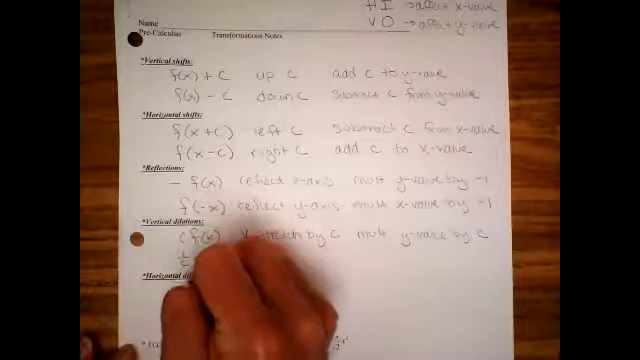 H I → affect x-value
V O → affect y-value
Name
Pre-Calculus Transformations Notes
*Vertical shifts:
f(x) + c up c add c to y-value
f(x) - c down c subtract c from y-value
*Horizontal shifts:
f(x+c) left c subtract c from x-value
f(x-c) right c add c to x-value
*Reflections:
- f(x) reflect x-axis mult y-value by -1
f(-x) reflect y-axis mult x-value by -1
*Vertical dilations:
c f(x) by c mult y-value by c
*Horizontal